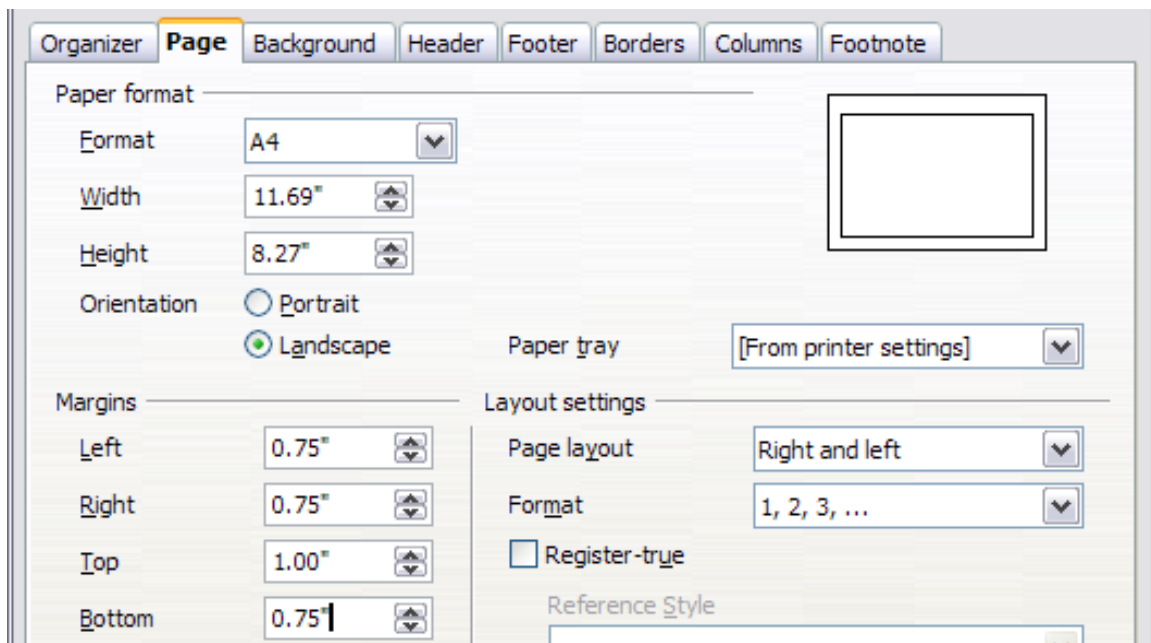 Organizer Page Background Header Footer Borders Columns Footnote
Paper format
Format A4
Width 11.69"
Height 8.27"
Orientation Portrait
Landscape Paper tray [From printer settings]
Margins Layout settings
Left 0.75" Page layout Right and left
Right 0.75" Format 1, 2, 3, ...
Top 1.00" Register-true
Bottom 0.75" Reference Style